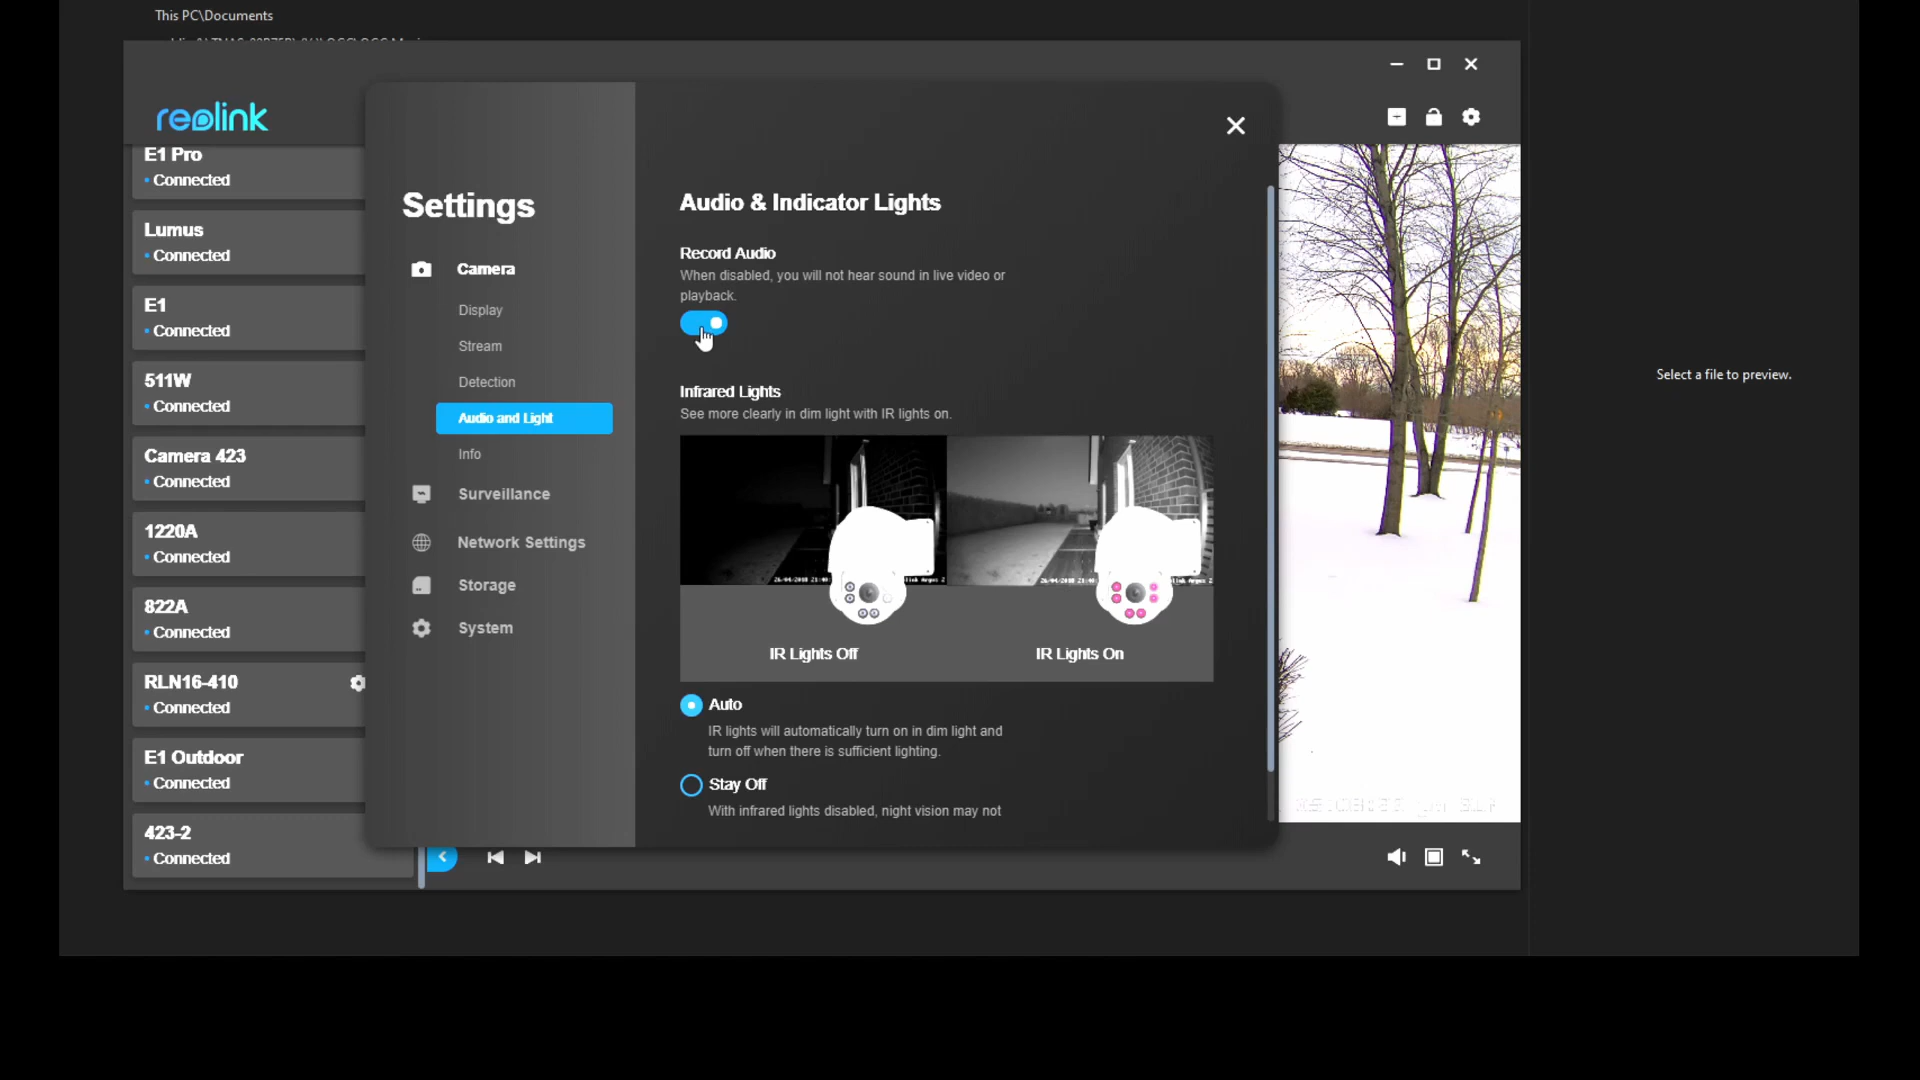 This PC\Documents
reolink
E1 Pro
Connected
Lumus
Connected
E1
Connected
511W
Connected
Camera 423
Connected
1220A
Connected
822A
Connected
RLN16-410
Connected
E1 Outdoor
Connected
423-2
Connected
Settings
Camera
Display
Stream
Detection
Audio and Light
Info
Surveillance
Network Settings
Storage
System
Audio & Indicator Lights
Record Audio
When disabled, you will not hear sound in live video or
playback.
Infrared Lights
See more clearly in dim light with IR lights on.
IR Lights Off
IR Lights On
Auto
IR lights will automatically turn on in dim light and
turn off when there is sufficient lighting.
Stay Off
With infrared lights disabled, night vision may not
Select a file to preview.